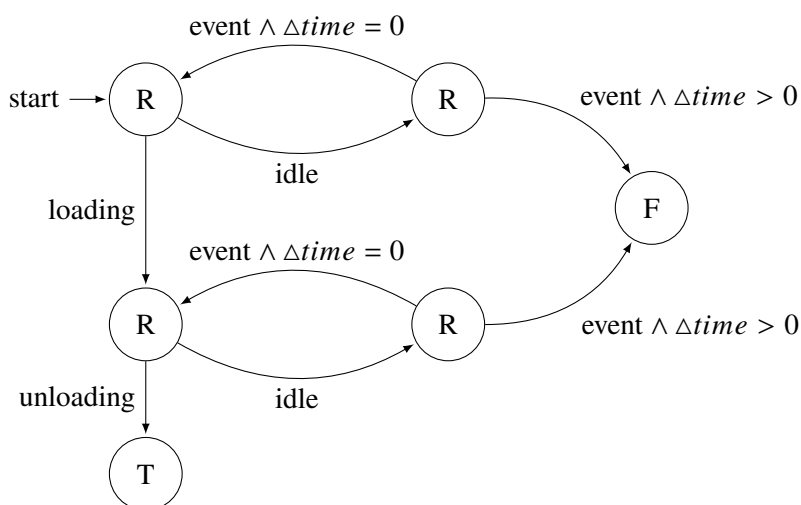 event ∧ △time = 0
start
R
R
event ∧ △time > 0
idle
loading
F
event ∧ △time = 0
R
R
event ∧ △time > 0
unloading
idle
T